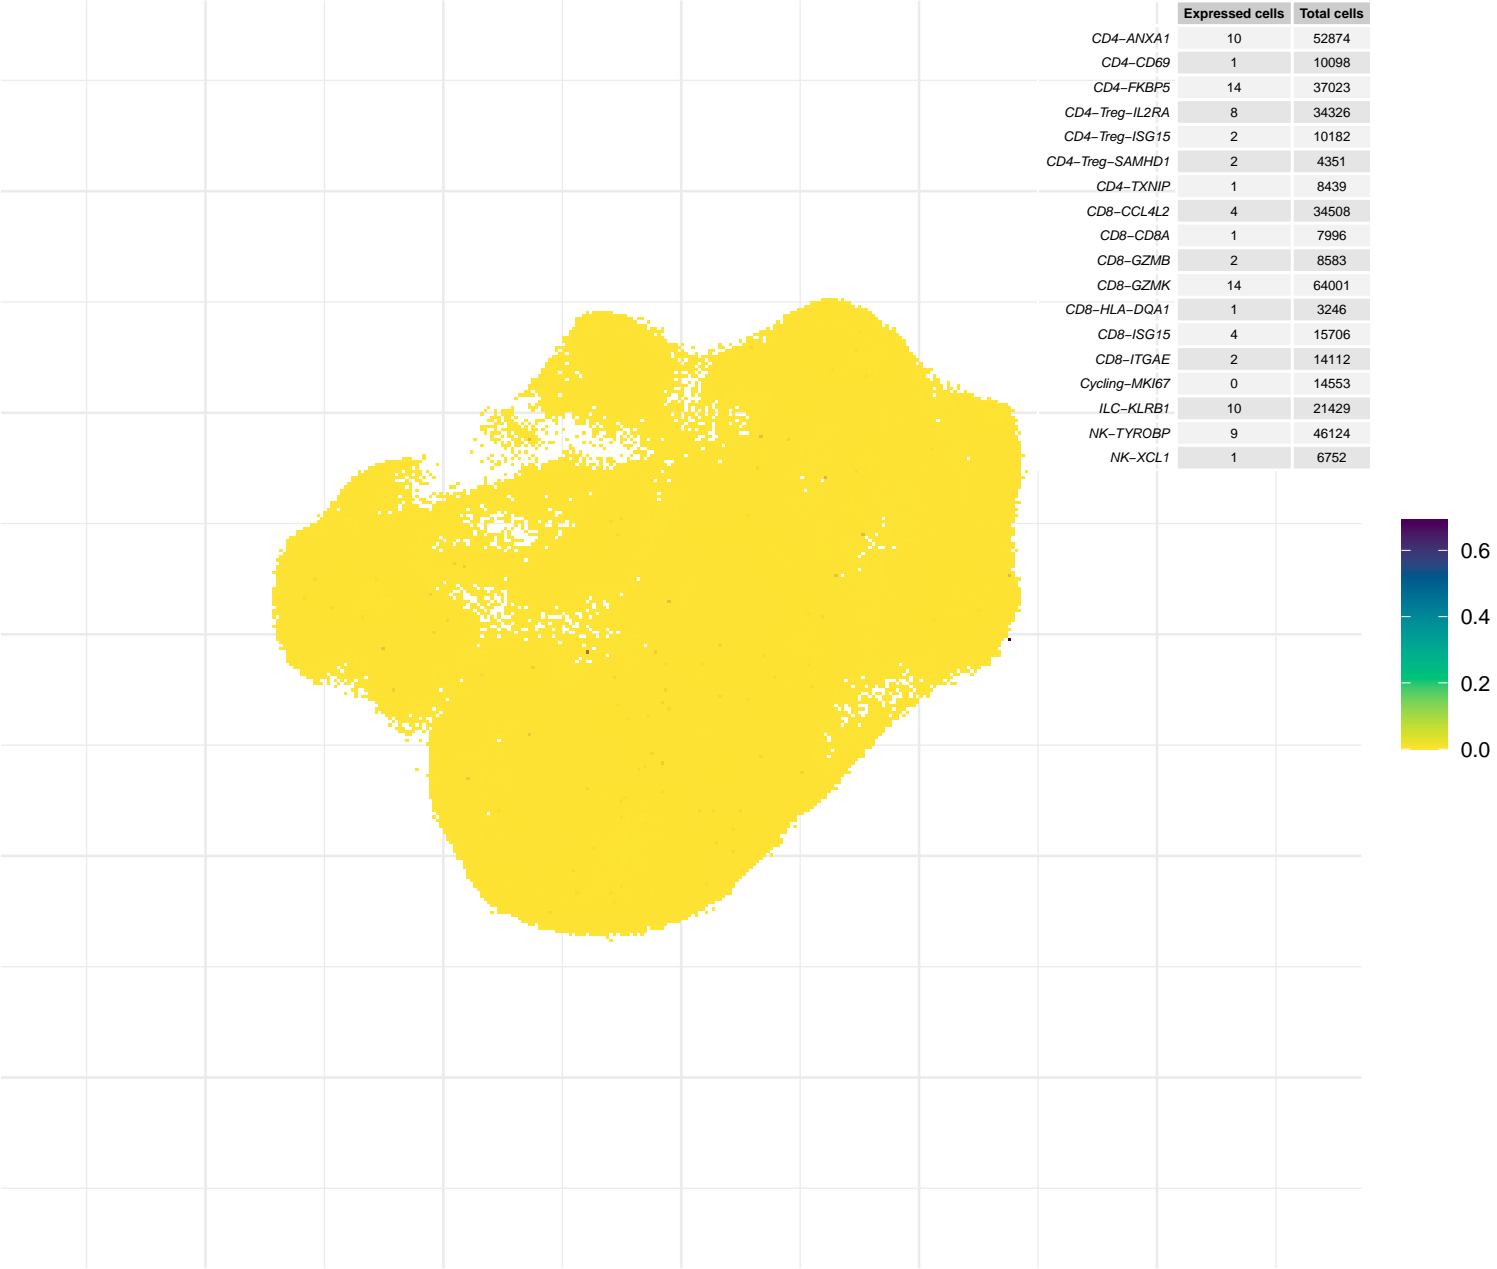 Expressed cells Total cells
CD4−ANXA1 10 52874
CD4−CD69 1 10098
CD4−FKBP5 14 37023
CD4−Treg−IL2RA 8 34326
CD4−Treg−ISG15 2 10182
CD4−Treg−SAMHD1 2 4351
CD4−TXNIP 1 8439
CD8−CCL4L2 4 34508
CD8−CD8A 1 7996
CD8−GZMB 2 8583
CD8−GZMK 14 64001
CD8−HLA−DQA1 1 3246
CD8−ISG15 4 15706
CD8−ITGAE 2 14112
Cycling−MKI67 0 14553
ILC−KLRB1 10 21429
NK−TYROBP 9 46124
NK−XCL1 1 6752
0.6
0.4
0.2
0.0